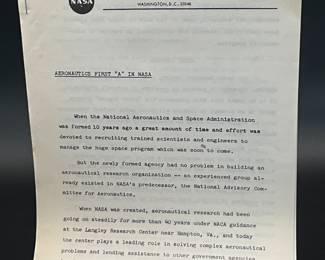 NASA
WASHINGTON, D.C. 20546
AERONAUTICS FIRST "A" IN NASA
When the National Aeronautics and Space Administration
was formed 10 years ago a great amount of time and effort was
devoted to recruiting trained scientists and engineers to
manage the huge space program which was soon to come.
But the newly formed agency had no problem in building an
aeronautical research organization -- an experienced group al-
ready existed in NASA's predecessor, the National Advisory Com-
mittee for Aeronautics.
When NASA was created, aeronautical research had been
going on steadily for more than 40 years under NACA guidance
at the Langley Research Center near Hampton, Va., and today
the center plays a leading role in solving complex aeronautical
problems and lending assistance to other government agencies